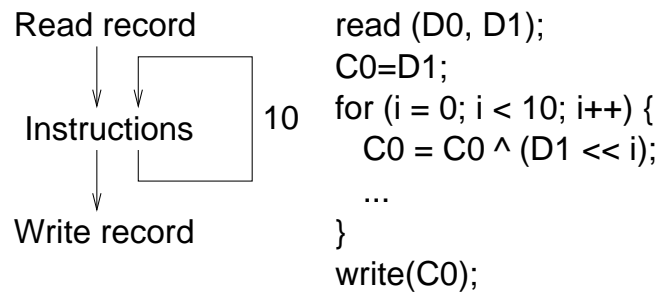 Read record
Instructions
10
Write record
read (D0, D1);
C0=D1;
for (i = 0; i < 10; i++) {
C0 = C0 ^ (D1 << i);
...
}
write(C0);